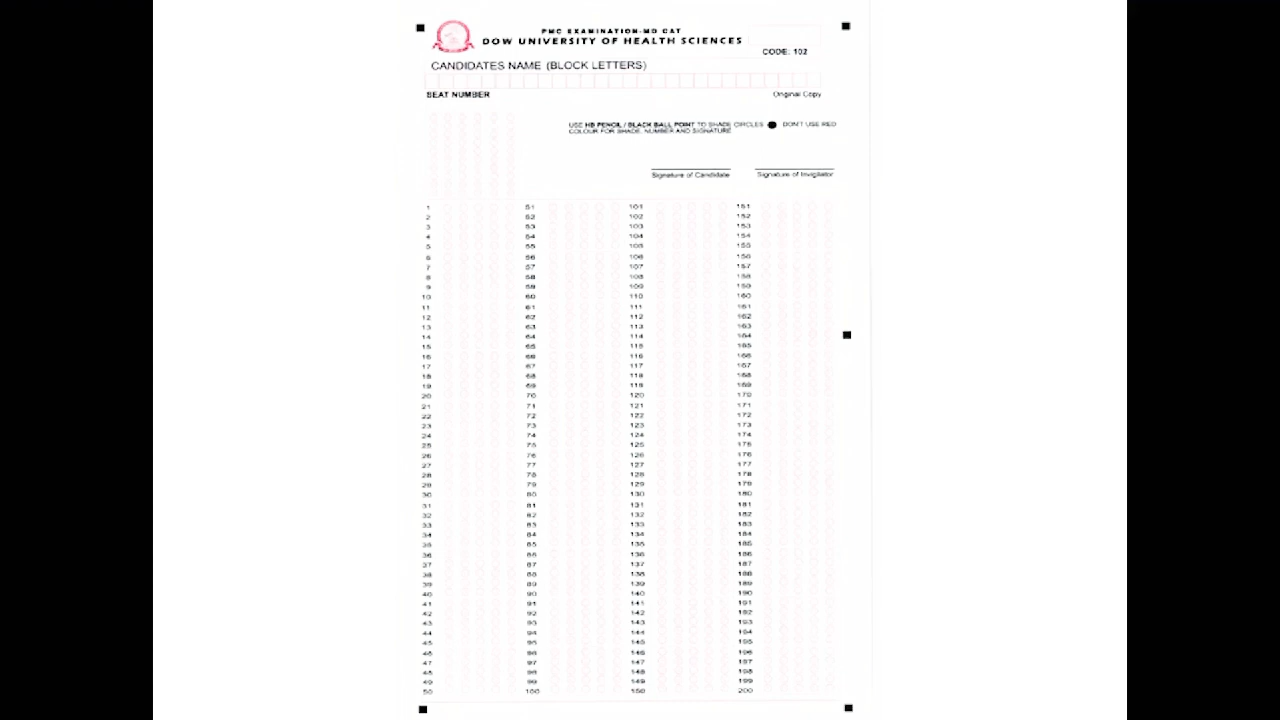 PMC EXAMINATION-MD CAT
DOW UNIVERSITY OF HEALTH SCIENCES
CODE: 102
CANDIDATES NAME (BLOCK LETTERS)
SEAT NUMBER
Original Copy
USE HB PENCIL / BLACK BALL POINT TO SHADE CIRCLES DON'T USE RED
COLOUR FOR SHADE, NUMBER AND SIGNATURE
Signature of Candidate Signature of Invigilator
1 51 101 151
2 52 102 152
3 53 103 153
4 54 104 154
5 55 105 155
6 56 106 156
7 57 107 157
8 58 108 158
9 59 109 159
10 60 110 160
11 61 111 161
12 62 112 162
13 63 113 163
14 64 114 164
15 65 115 165
16 66 116 166
17 67 117 167
18 68 118 168
19 69 119 169
20 70 120 170
21 71 121 171
22 72 122 172
23 73 123 173
24 74 124 174
25 75 125 175
26 76 126 176
27 77 127 177
28 78 128 178
29 79 129 179
30 80 130 180
31 81 131 181
32 82 132 182
33 83 133 183
34 84 134 184
35 85 135 185
36 86 136 186
37 87 137 187
38 88 138 188
39 89 139 189
40 90 140 190
41 91 141 191
42 92 142 192
43 93 143 193
44 94 144 194
45 95 145 195
46 96 146 196
47 97 147 197
48 98 148 198
49 99 149 199
50 100 150 200